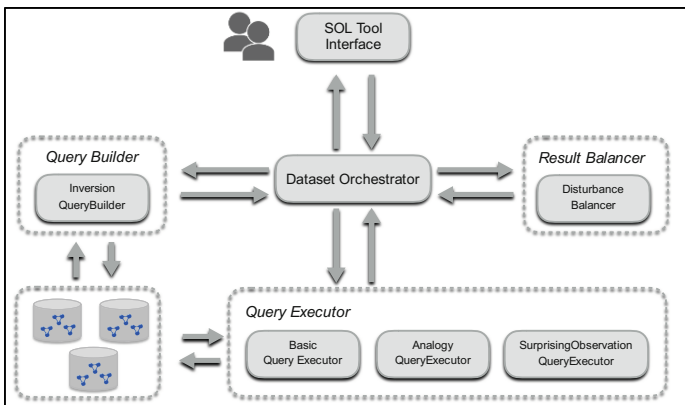 SOL Tool
Interface
Query Builder
Inversion
QueryBuilder
Dataset Orchestrator
Result Balancer
Disturbance
Balancer
Query Executor
Basic
Query Executor
Analogy
QueryExecutor
SurprisingObservation
QueryExecutor